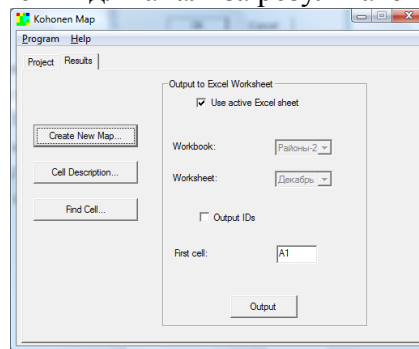 Kohonen Map
Program Help
Project Results
Output to Excel Worksheet
Use active Excel sheet
Create New Map...
Workbook: Районы-2
Cell Description...
Worksheet: Декабрь
Find Cell...
Output IDs
First cell: A1
Output